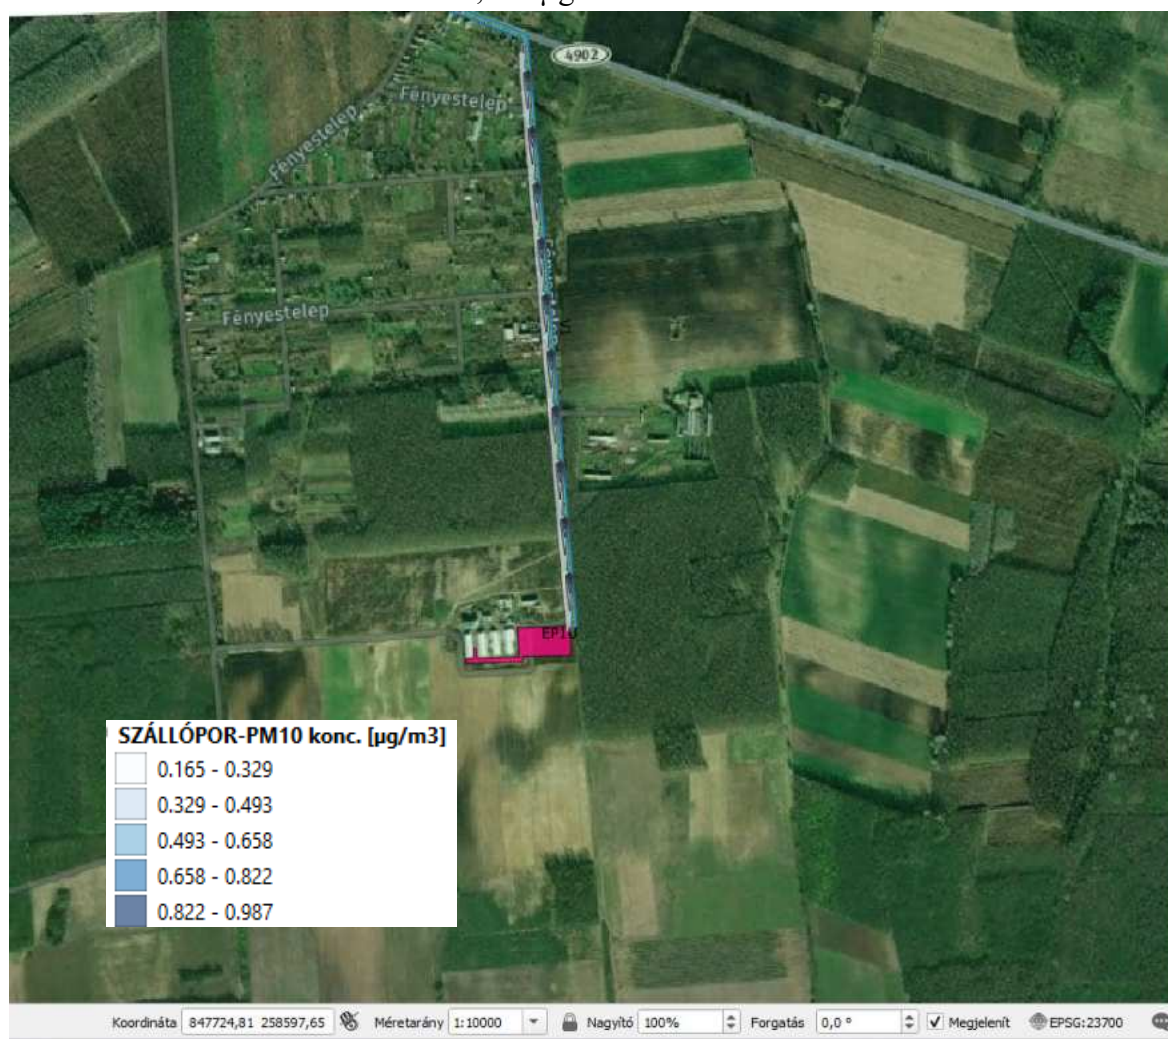 4902
Fényestelep
Fényestelep
Fényestelep
EP10
SZÁLLÓPOR-PM10 konc. [µg/m3]
0.165 - 0.329
0.329 - 0.493
0.493 - 0.658
0.658 - 0.822
0.822 - 0.987
Koordináta 847724,81 258597,65 Méretarány 1:10000 Nagyító 100% Forgatás 0,0 ° Megjelenít EPSG:23700